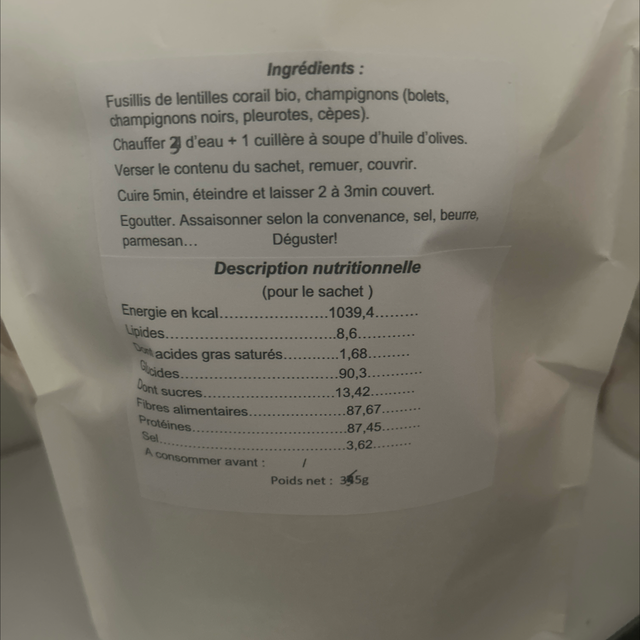 Ingrédients :
Fusillis de lentilles corail bio, champignons (bolets,
champignons noirs, pleurotes, cèpes).
Chauffer d'eau + 1 cuillère à soupe d'huile d'olives.
Verser le contenu du sachet, remuer, couvrir.
Cuire 5min, éteindre et laisser 2 à 3min couvert.
Egoutter. Assaisonner selon la convenance, sel, beurre,
parmesan... Déguster!
Description nutritionnelle
(pour le sachet )
Energie en kcal....................1039,4.........
Lipides................................8,6............
Dont acides gras saturés............1,68.........
Glucides..............................90,3............
Dont sucres.........................13,42.........
Fibres alimentaires..................87,67........
Protéines.............................87,45........
Sel....................................3,62.........
A consommer avant : /
Poids net :